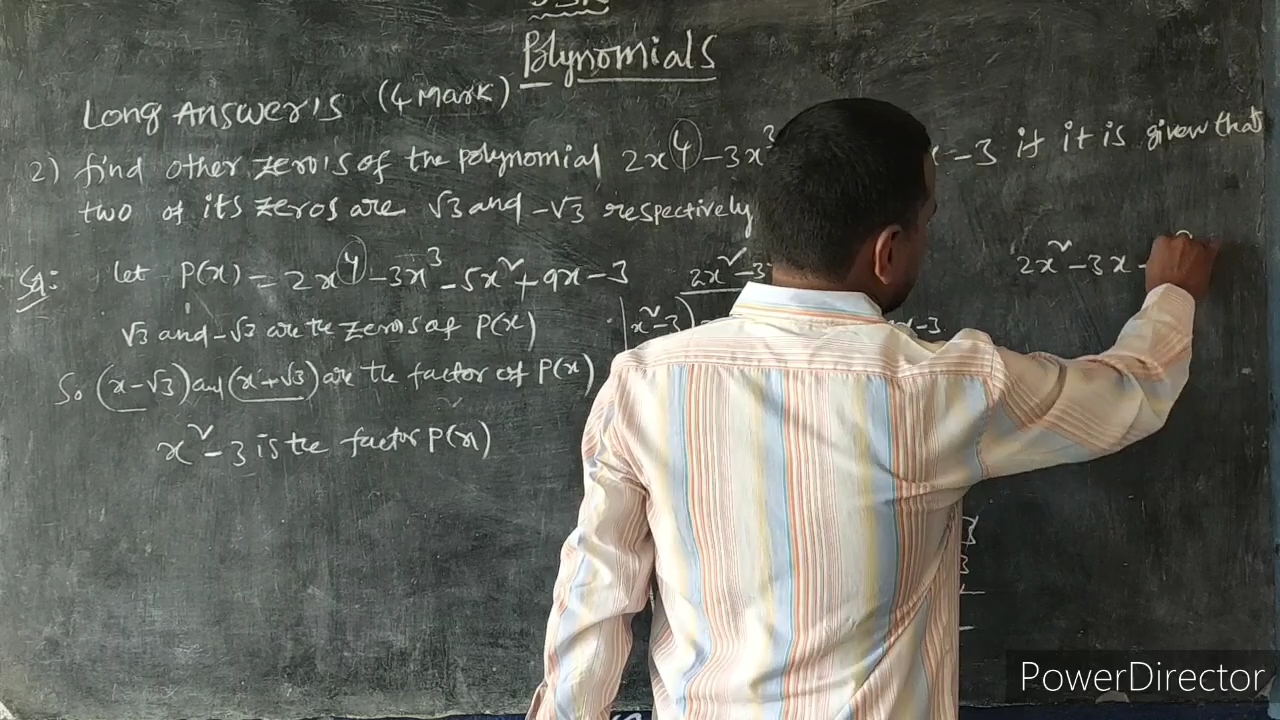 Polynomials
Long Answer's (4 Mark)
2) find other zero's of the polynomial 2x⁴ - 3x³ x - 3 if it is given that
two of its zeros are √3 and -√3 respectively
Sol: let P(x) = 2x⁴ - 3x³ - 5x² + 9x - 3
√3 and -√3 are the zeros of P(x)
So (x - √3) and (x + √3) are the factor of P(x)
x² - 3 is the factor P(x)
2x² - 3
x² - 3)
- 3
2x² - 3x -
PowerDirector